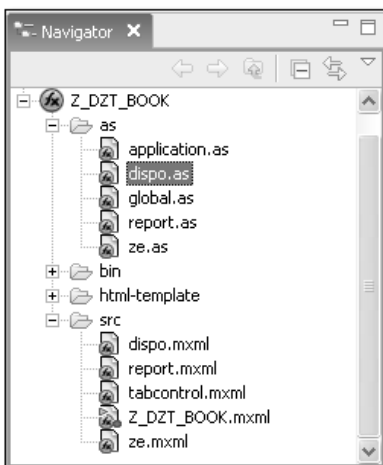 Navigator
Z_DZT_BOOK
as
application.as
dispo.as
global.as
report.as
ze.as
bin
html-template
src
dispo.mxml
report.mxml
tabcontrol.mxml
Z_DZT_BOOK.mxml
ze.mxml